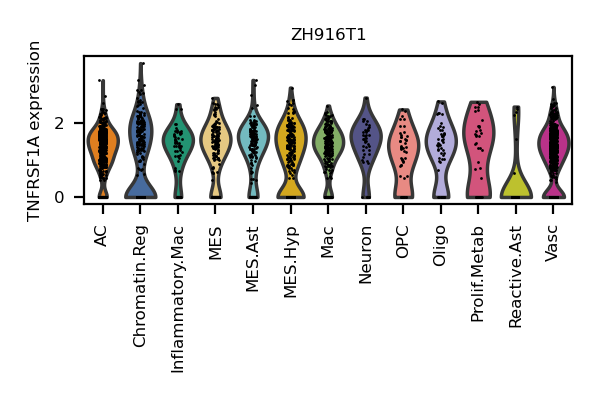 ZH916T1
TNFRSF1A expression
2
0
AC
Chromatin.Reg
Inflammatory.Mac
MES
MES.Ast
MES.Hyp
Mac
Neuron
OPC
Oligo
Prolif.Metab
Reactive.Ast
Vasc